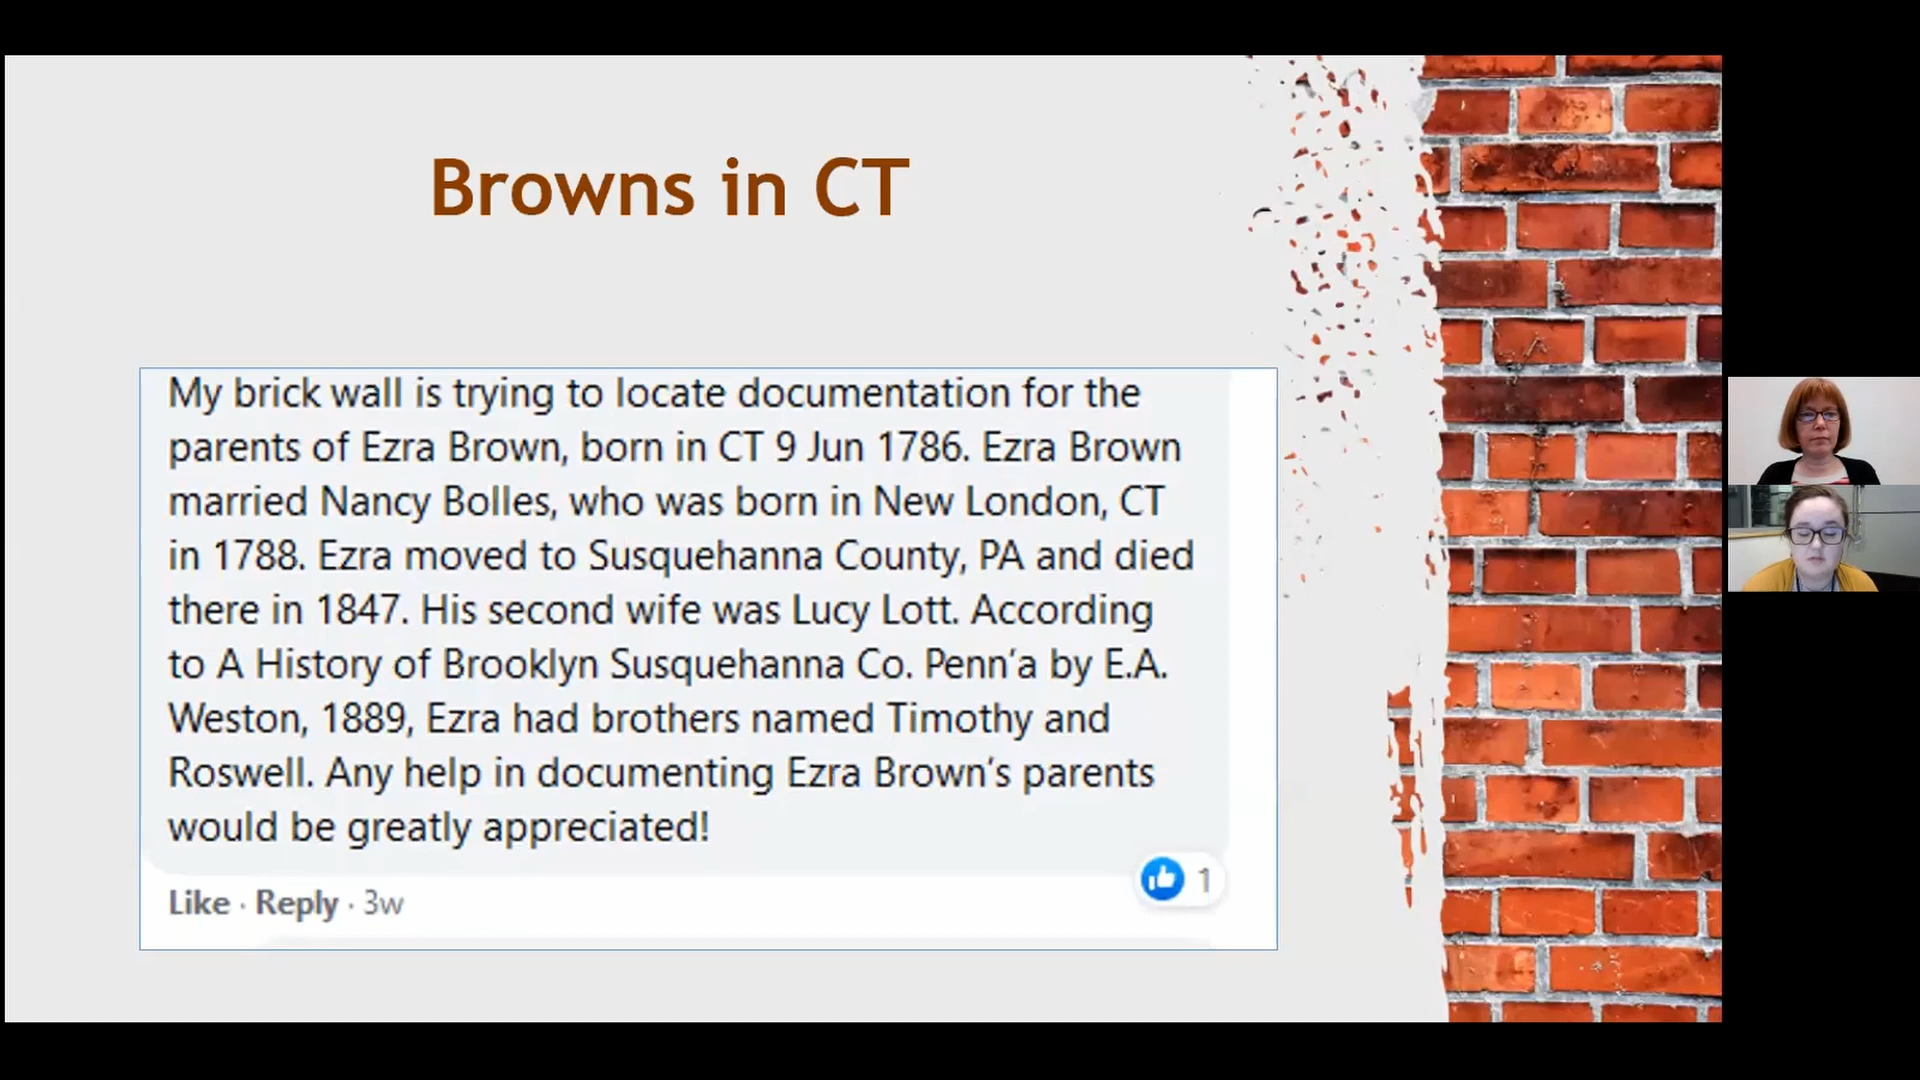 Browns in CT
My brick wall is trying to locate documentation for the
parents of Ezra Brown, born in CT 9 Jun 1786. Ezra Brown
married Nancy Bolles, who was born in New London, CT
in 1788. Ezra moved to Susquehanna County, PA and died
there in 1847. His second wife was Lucy Lott. According
to A History of Brooklyn Susquehanna Co. Penn’a by E.A.
Weston, 1889, Ezra had brothers named Timothy and
Roswell. Any help in documenting Ezra Brown’s parents
would be greatly appreciated!
1
Like · Reply · 3w